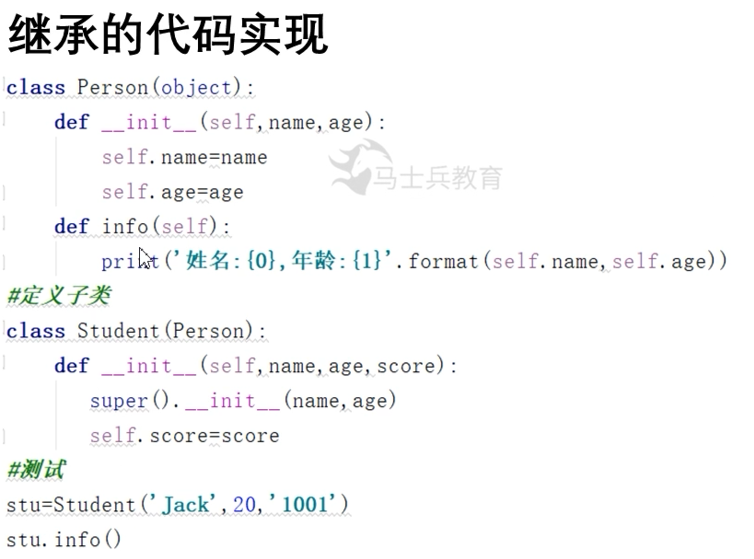 继承的代码实现
class Person(object):
    def __init__(self,name,age):
        self.name=name
        self.age=age
    def info(self):
        print('姓名:{0},年龄:{1}'.format(self.name,self.age))
#定义子类
class Student(Person):
    def __init__(self,name,age,score):
       super().__init__(name,age)
       self.score=score
#测试
stu=Student('Jack',20,'1001')
stu.info()
马士兵教育